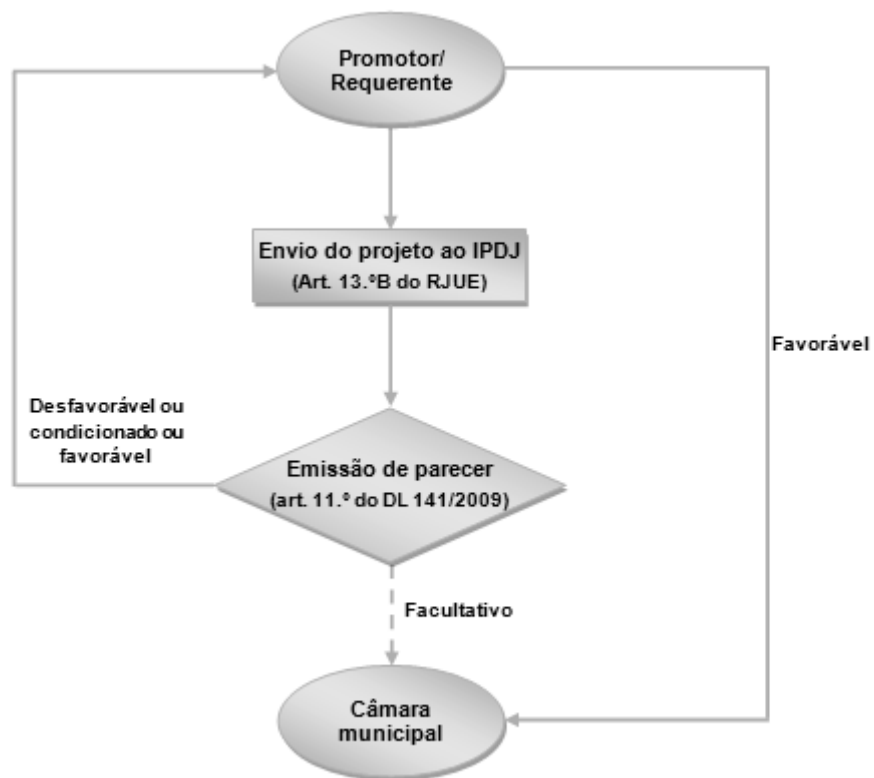 Promotor/
Requerente
Envio do projeto ao IPDJ
(Art. 13.ºB do RJUE)
Favorável
Desfavorável ou
condicionado ou
favorável
Emissão de parecer
(art. 11.º do DL 141/2009)
Facultativo
Câmara
municipal